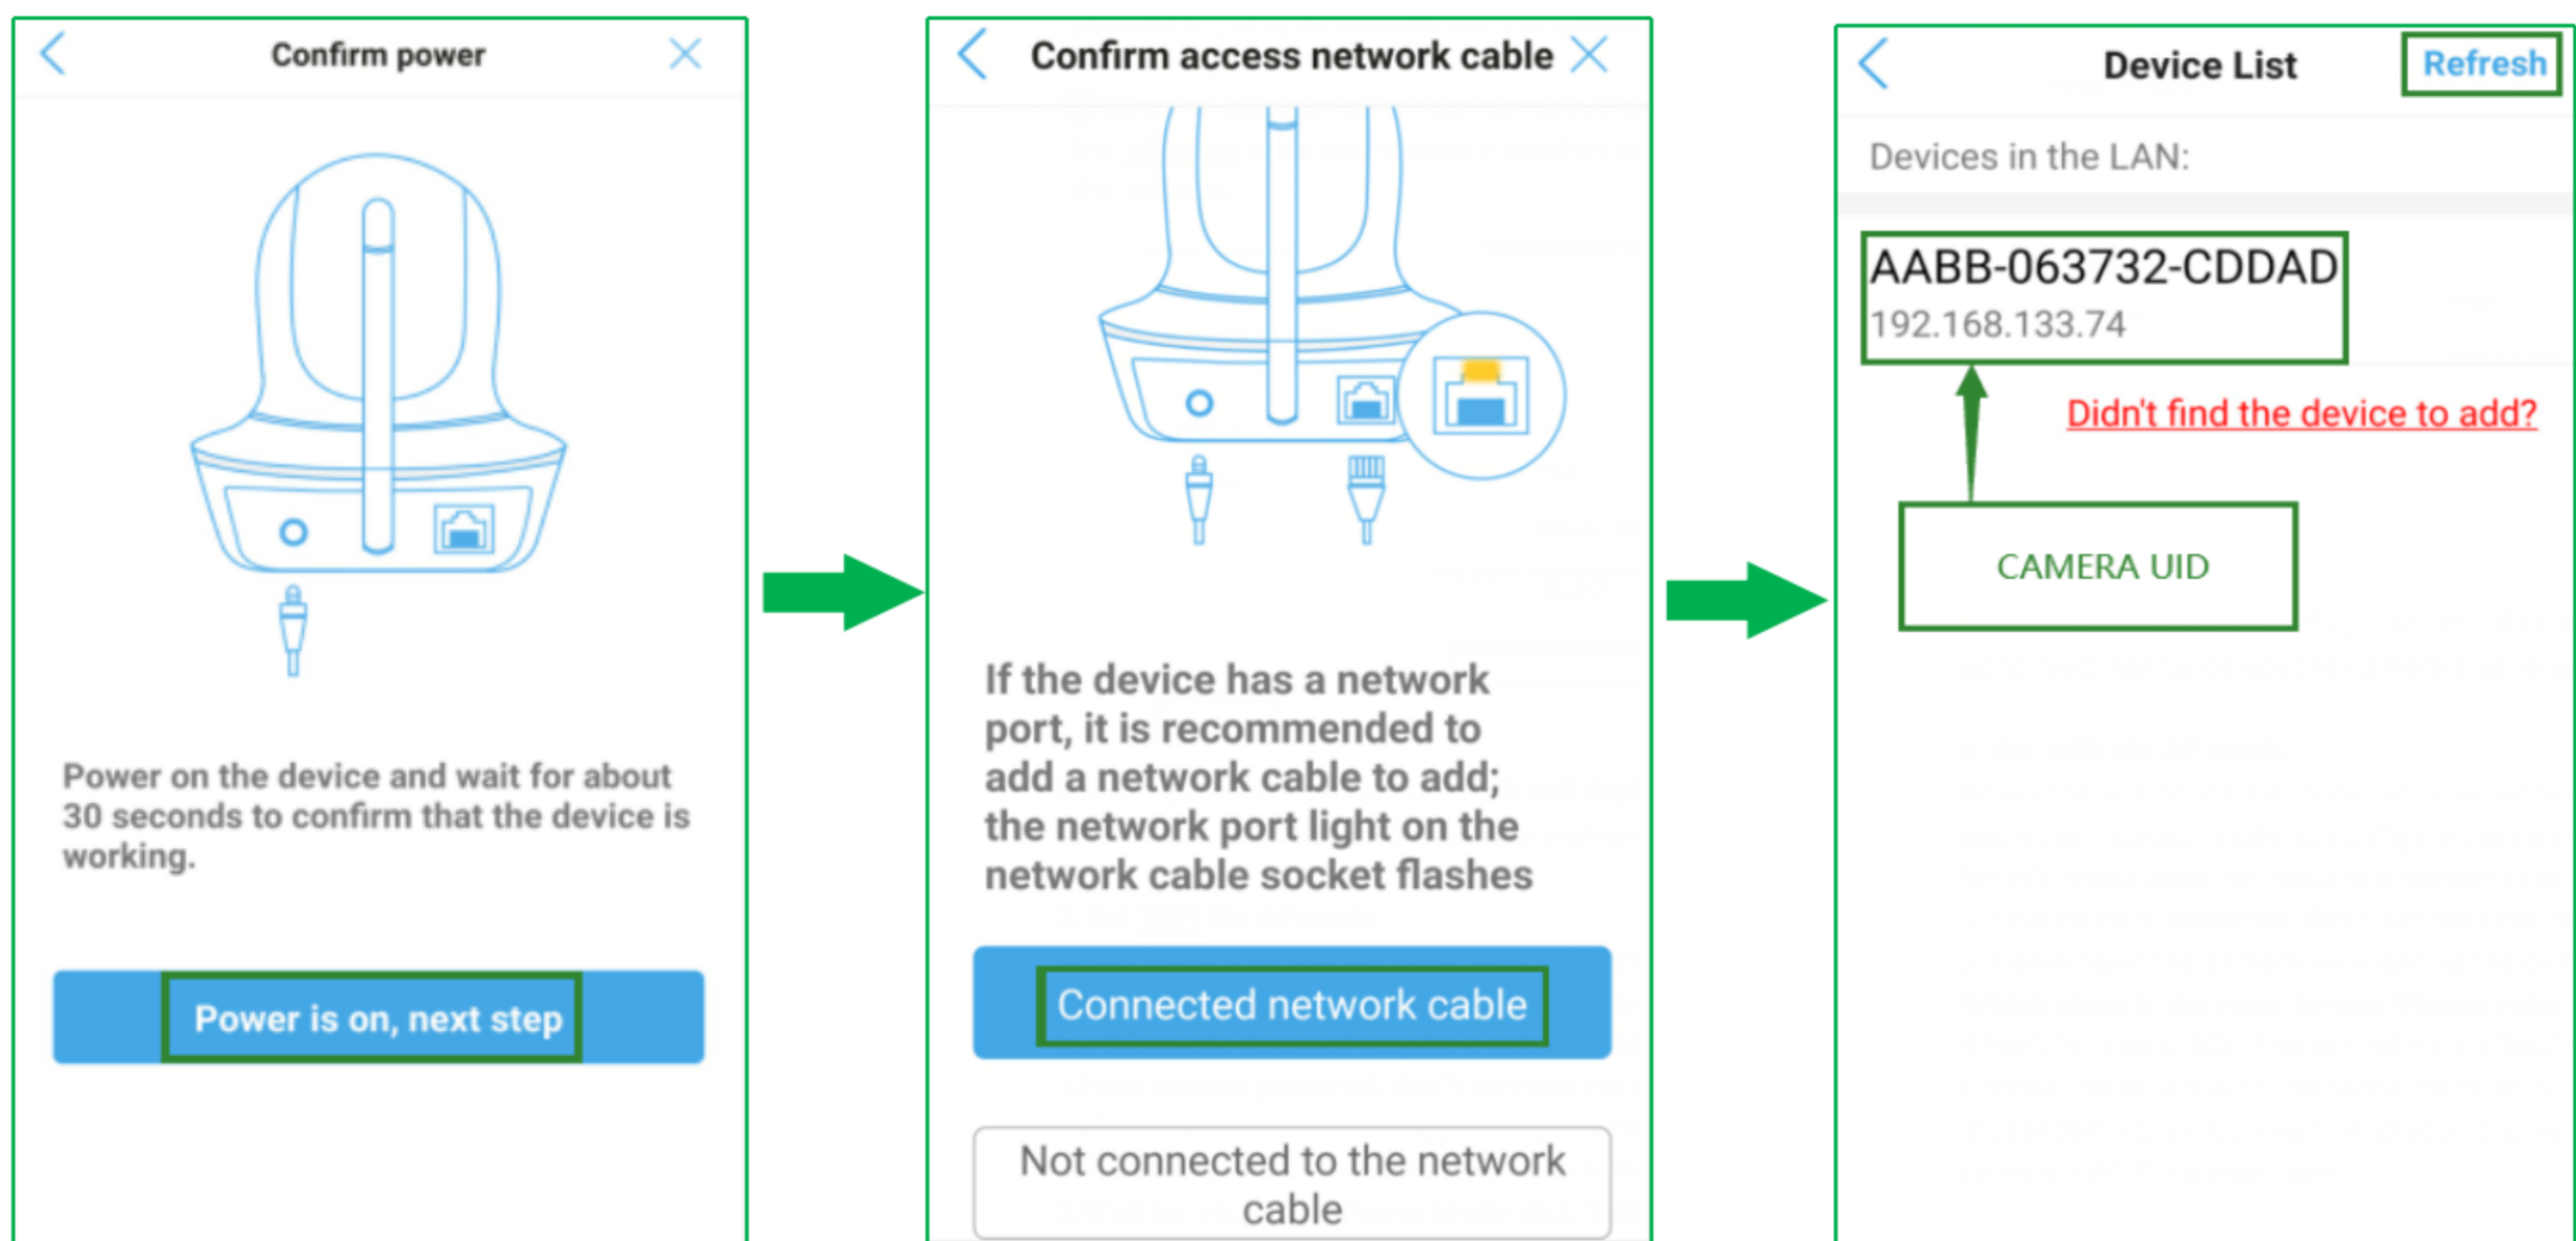 Confirm power
Power on the device and wait for about
30 seconds to confirm that the device is
working.
Power is on, next step
Confirm access network cable
If the device has a network
port, it is recommended to
add a network cable to add;
the network port light on the
network cable socket flashes
Connected network cable
Not connected to the network
cable
Device List
Refresh
Devices in the LAN:
AABB-063732-CDDAD
192.168.133.74
Didn't find the device to add?
CAMERA UID